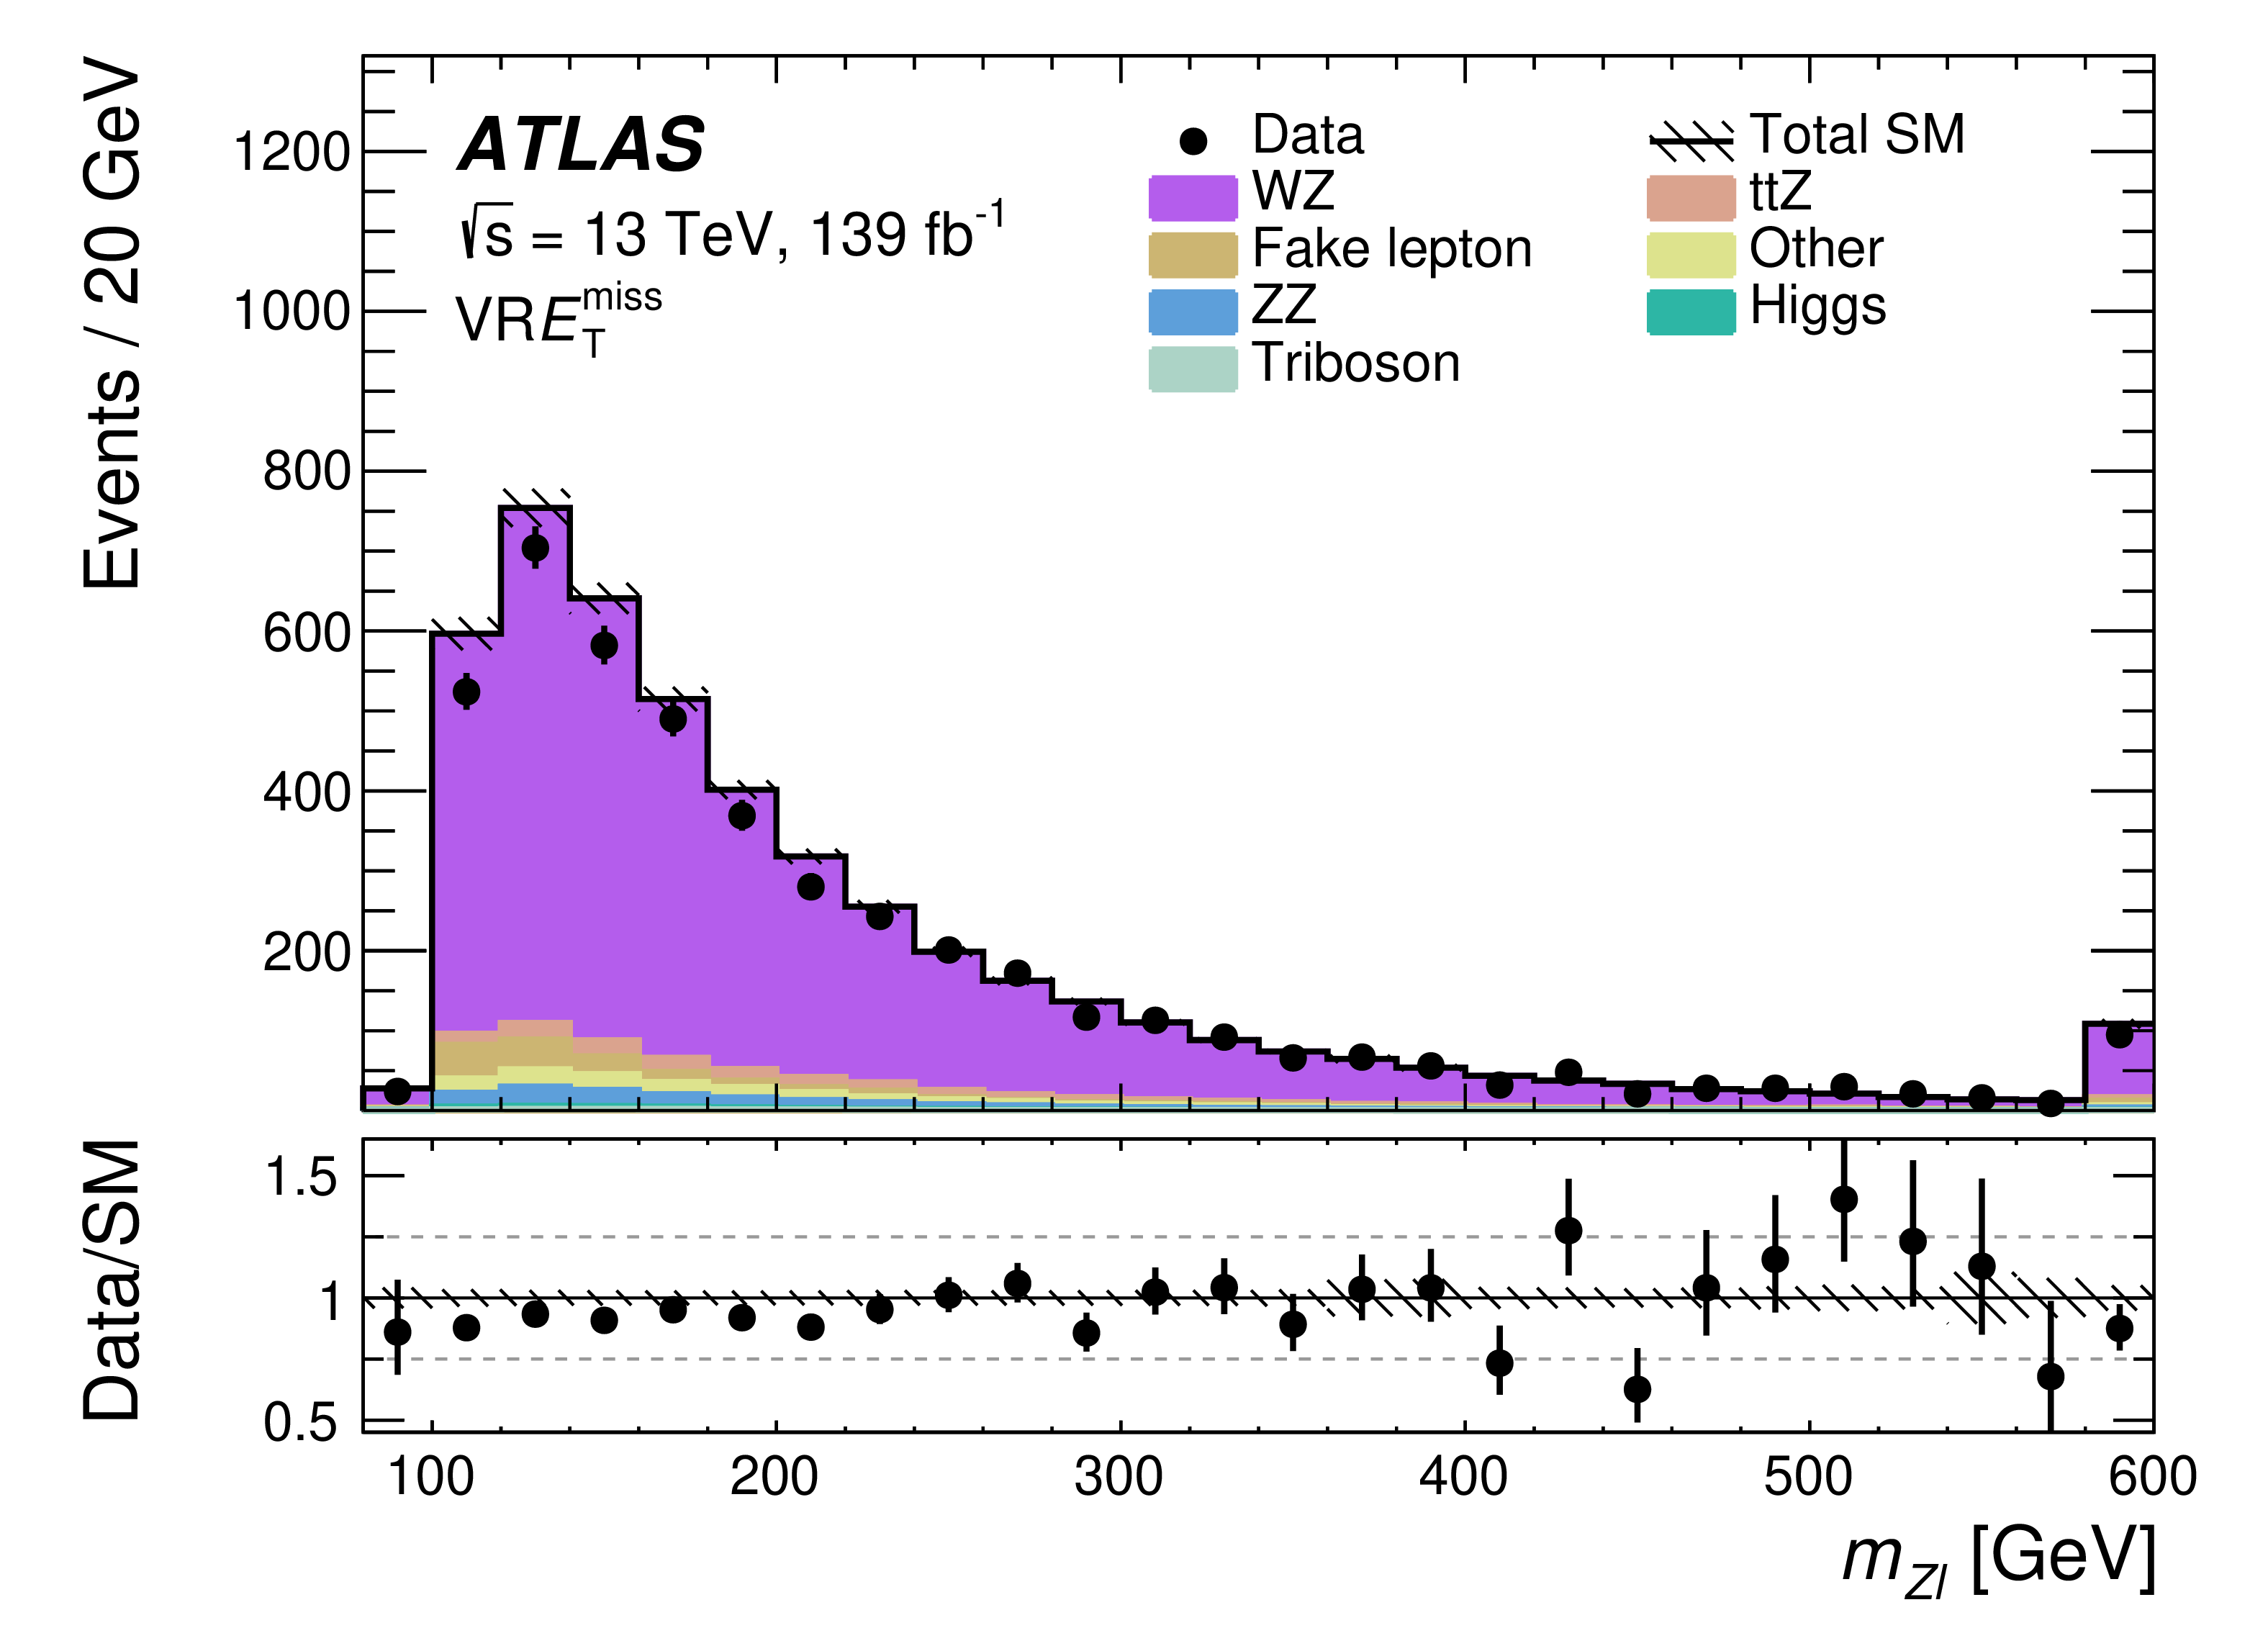 Events / 20 GeV
1200
1000
800
600
400
200
ATLAS
√s = 13 TeV, 139 fb⁻¹
VRE_T^miss
Data
WZ
Fake lepton
ZZ
Triboson
Total SM
ttZ
Other
Higgs
Data/SM
1.5
1
0.5
100 200 300 400 500 600
m_Zl [GeV]